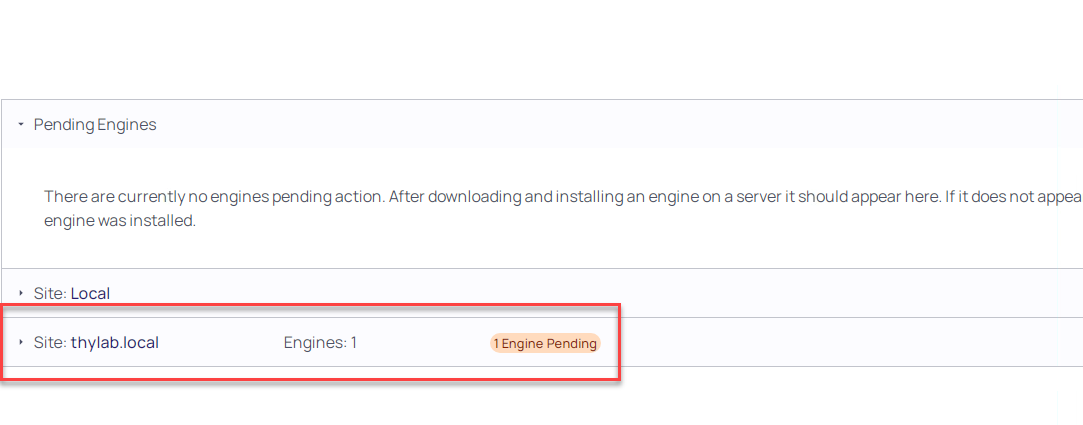 Pending Engines
There are currently no engines pending action. After downloading and installing an engine on a server it should appear here. If it does not appea
engine was installed.
Site: Local
Site: thylab.local Engines: 1 1 Engine Pending